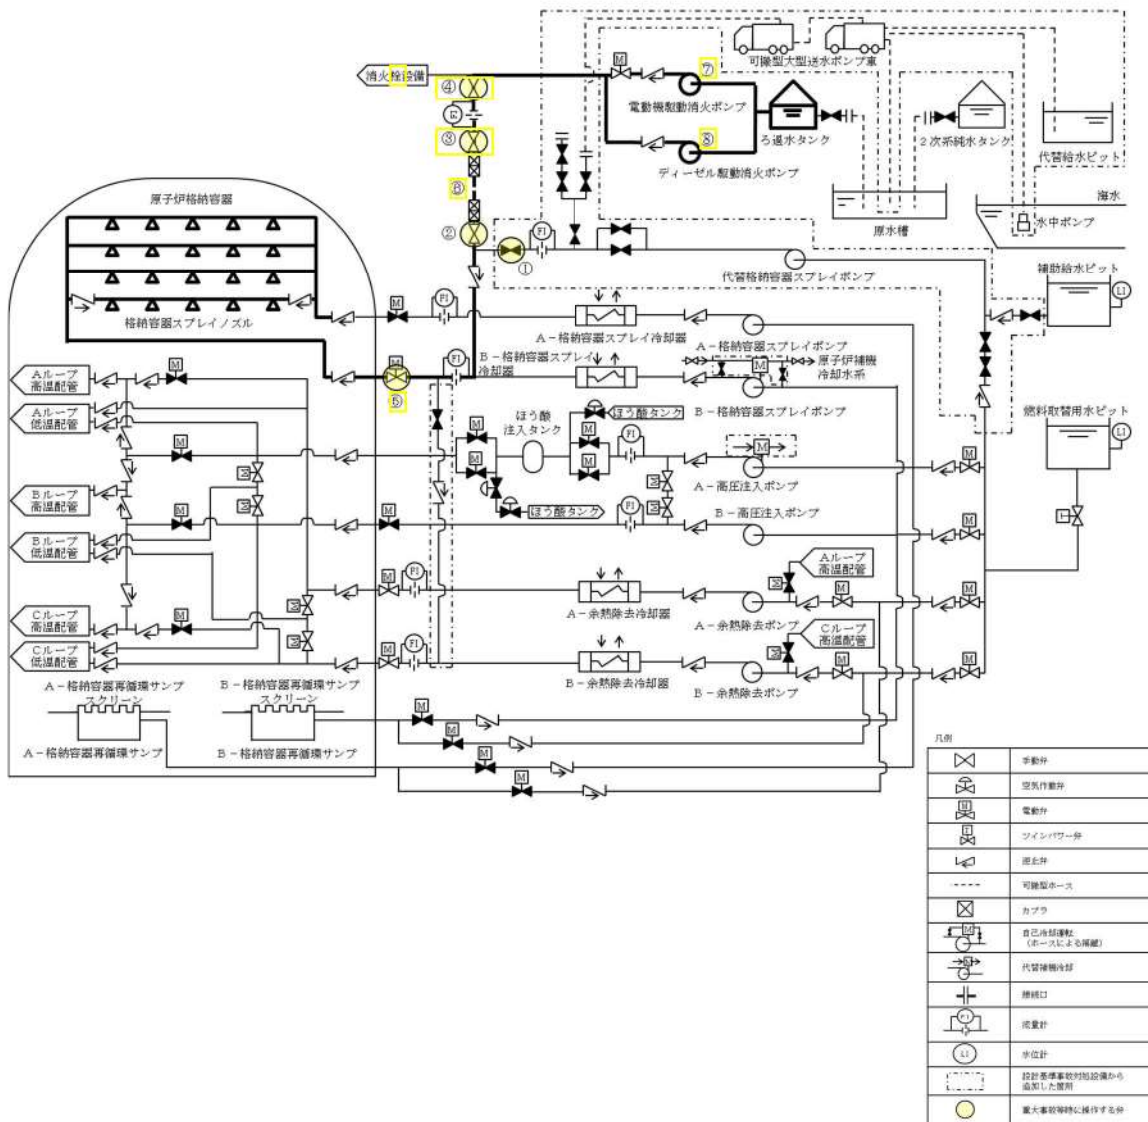 可搬型大型送水ポンプ車
消火栓設備
④
⑦
電動機駆動消火ポンプ
③
⑧
ろ過水タンク
2次系純水タンク
代替給水ピット
ディーゼル駆動消火ポンプ
⑥
海水
原水槽
水中ポンプ
原子炉格納容器
②
①
FI
代替格納容器スプレイポンプ
補助給水ピット
LI
格納容器スプレイノズル
M
FI
A-格納容器スプレイ冷却器
A-格納容器スプレイポンプ
B-格納容器スプレイ
冷却器
M
FI
M
原子炉補機
冷却水系
⑤
B-格納容器スプレイポンプ
Aループ
高温配管
M
Aループ
低温配管
ほう酸
注入タンク
ほう酸タンク
燃料取替用水ピット
LI
M
M
M
FI
M
M
M
A-高圧注入ポンプ
M
Bループ
高温配管
M
M
ほう酸タンク
FI
M
B-高圧注入ポンプ
M
M
M
Bループ
低温配管
Aループ
高温配管
M
FI
M
M
M
A-余熱除去冷却器
A-余熱除去ポンプ
Cループ
高温配管
M
M
Cループ
高温配管
Cループ
低温配管
M
M
FI
M
M
M
B-余熱除去冷却器
B-余熱除去ポンプ
A-格納容器再循環サンプ
スクリーン
B-格納容器再循環サンプ
スクリーン
M
A-格納容器再循環サンプ
B-格納容器再循環サンプ
M
M
M
凡例
手動弁
空気作動弁
M
電動弁
T
ツインパワー弁
逆止弁
可搬型ホース
カプラ
M
自己冷却運転
(ホースによる接続)
M
代替補機冷却
接続口
FI
流量計
LI
水位計
設計基準事故対処設備から
追加した箇所
重大事故等時に操作する弁